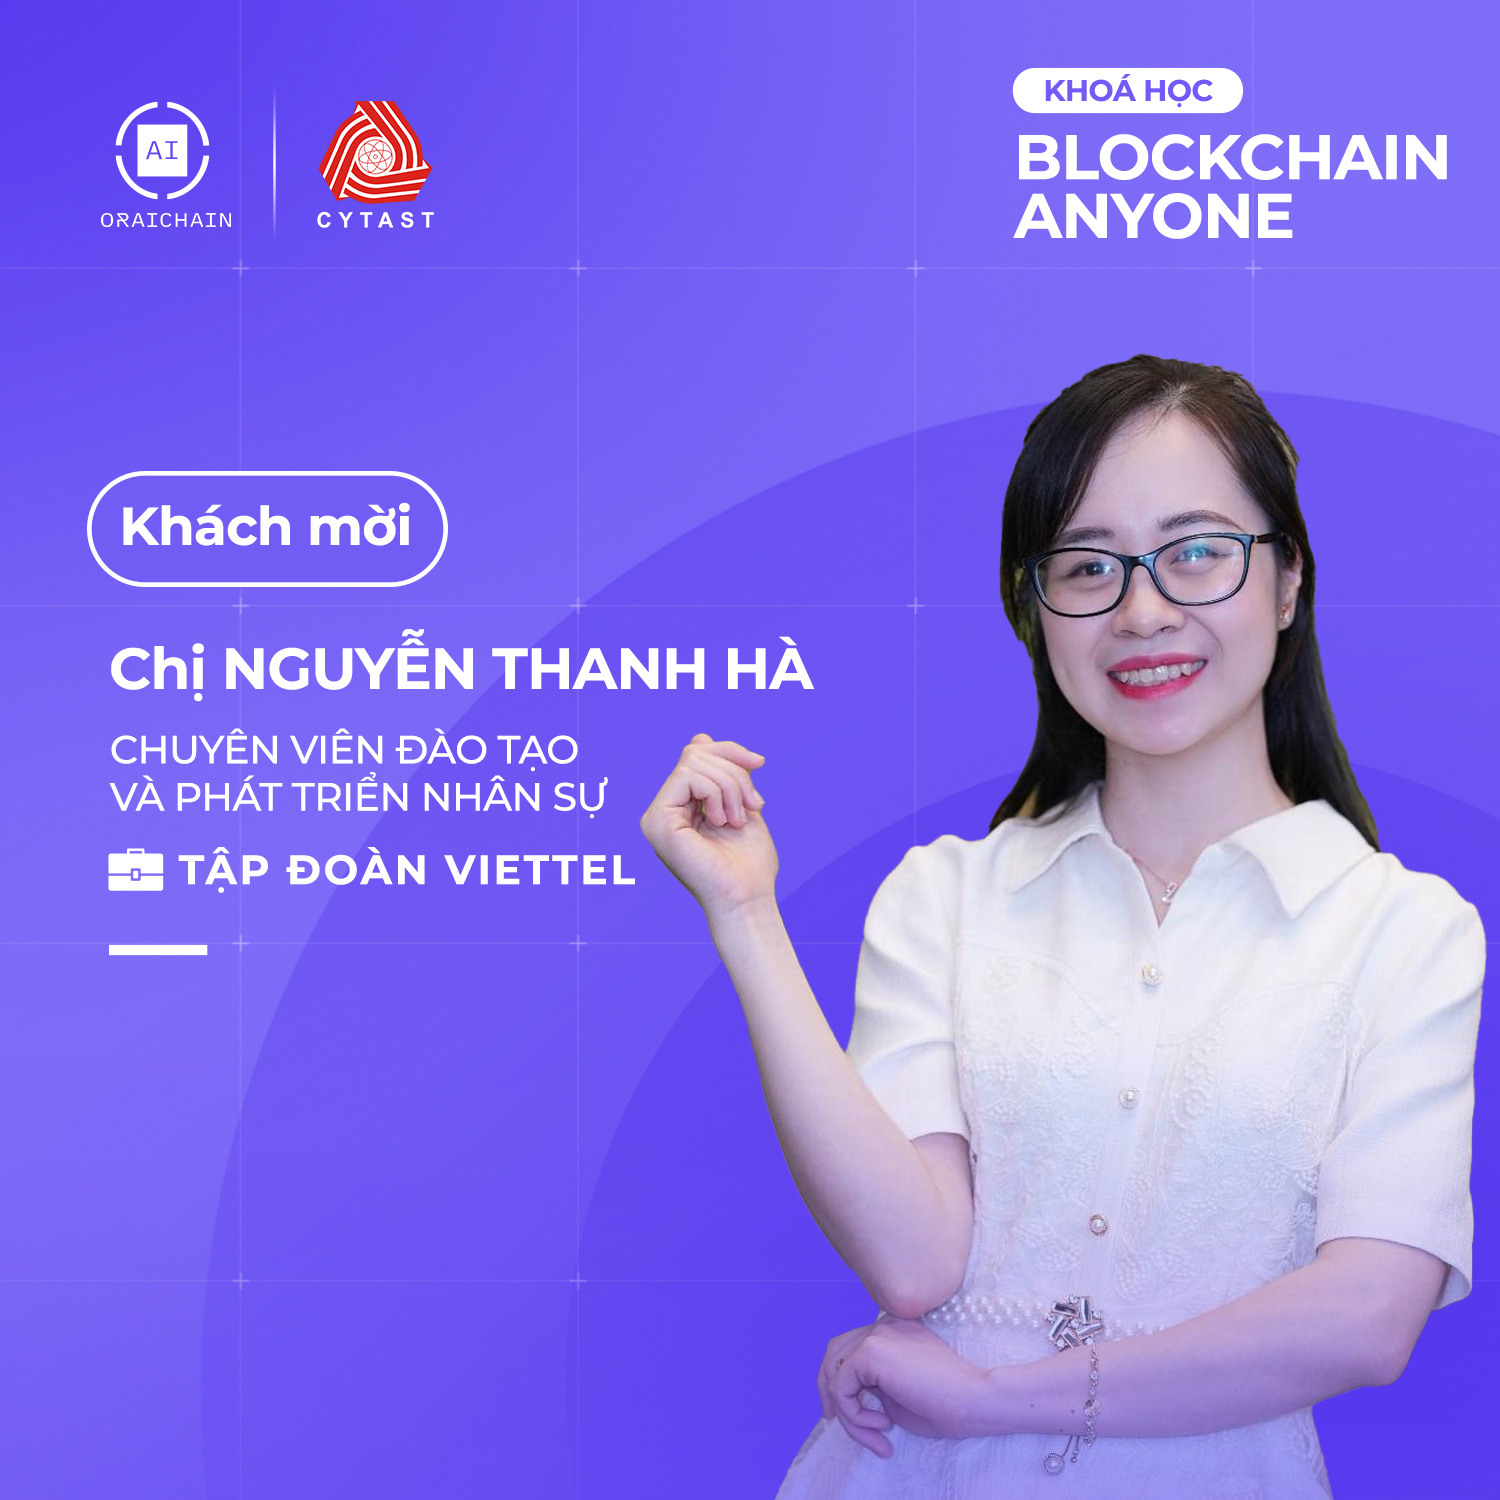 AI
ORAICHAIN
CYTAST
KHOÁ HỌC
BLOCKCHAIN
ANYONE
Khách mời
Chị NGUYỄN THANH HÀ
CHUYÊN VIÊN ĐÀO TẠO
VÀ PHÁT TRIỂN NHÂN SỰ
TẬP ĐOÀN VIETTEL